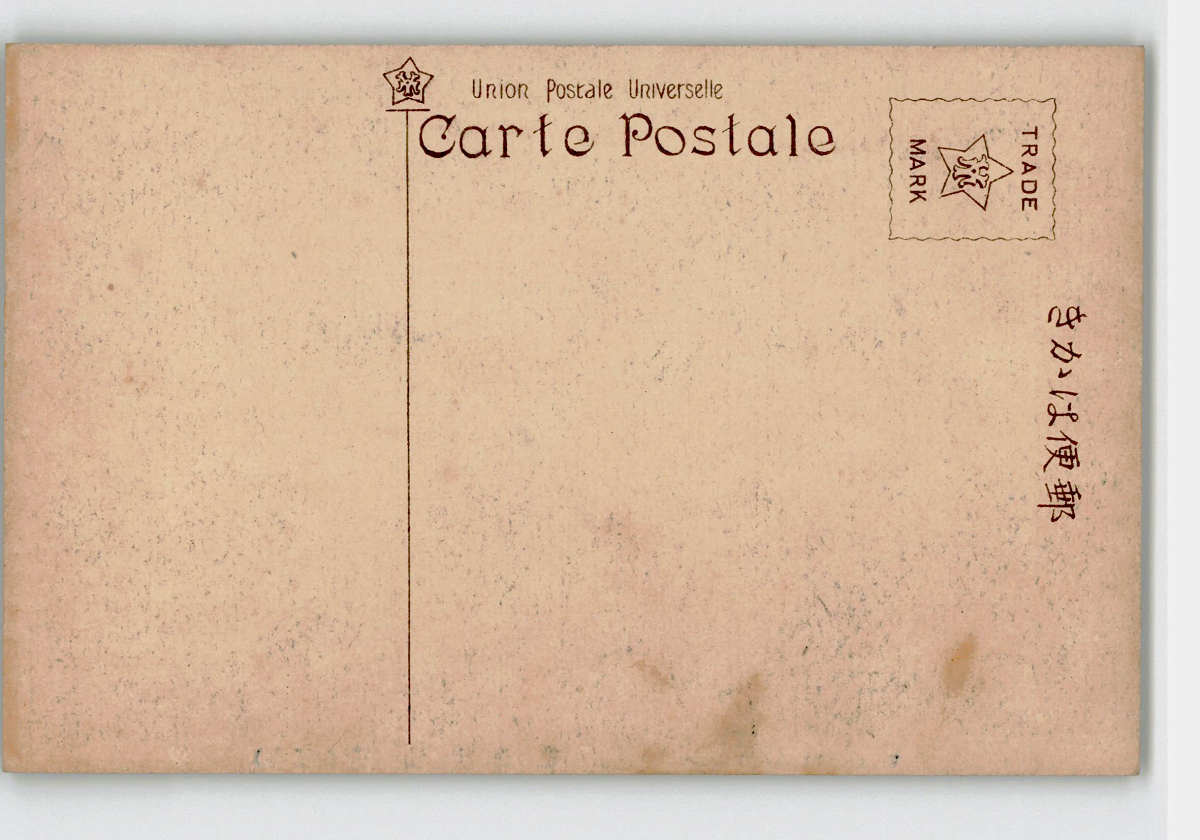 Union Postale Universelle
Carte Postale
TRADE
MARK
郵便はかき